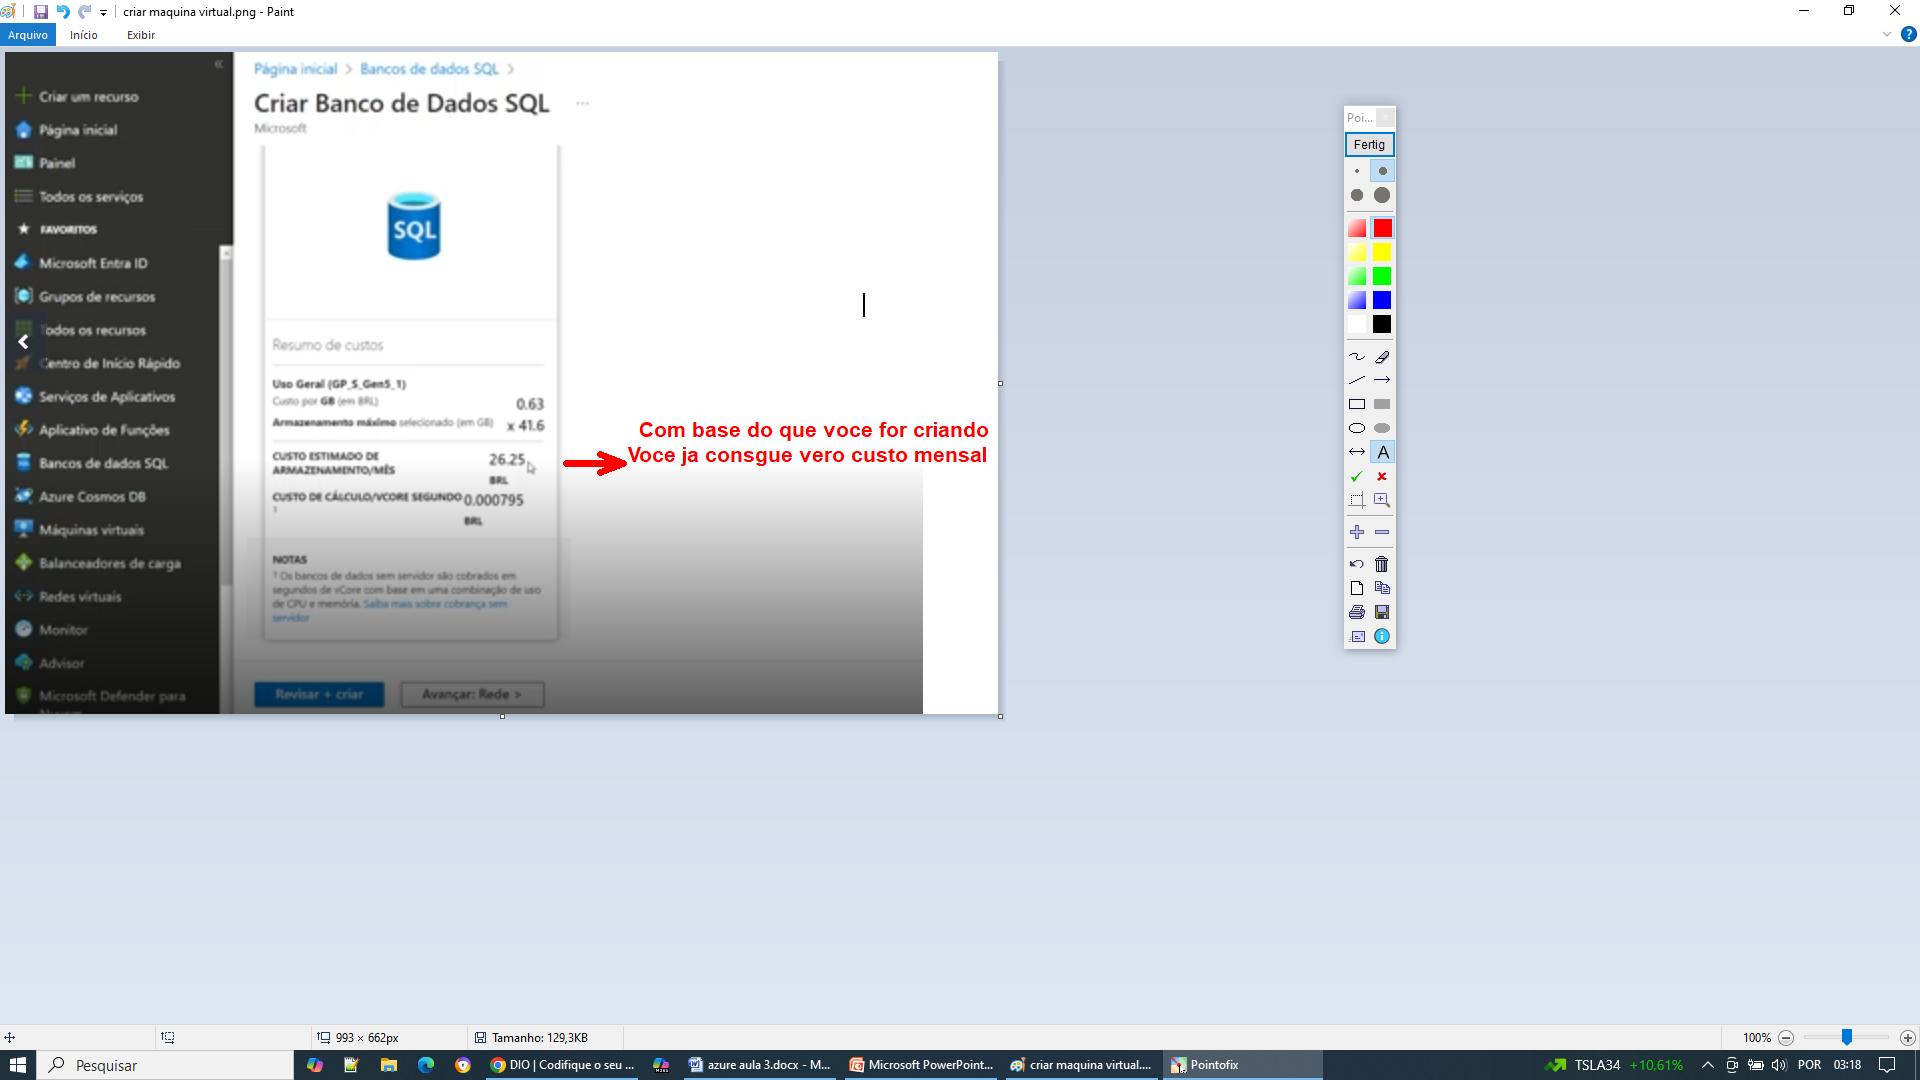 criar maquina virtual.png - Paint
Arquivo Início Exibir
Criar um recurso
Página inicial
Painel
Todos os serviços
FAVORITOS
Microsoft Entra ID
Grupos de recursos
Todos os recursos
Centro de Início Rápido
Serviços de Aplicativos
Aplicativo de Funções
Bancos de dados SQL
Azure Cosmos DB
Máquinas virtuais
Balanceadores de carga
Redes virtuais
Monitor
Advisor
Microsoft Defender para
Nuvem
Página inicial > Bancos de dados SQL >
Criar Banco de Dados SQL ...
Microsoft
SQL
Resumo de custos
Uso Geral (GP_S_Gen5_1)
Custo por GB (em BRL) 0.63
Armazenamento máximo selecionado (em GB) x 41.6
CUSTO ESTIMADO DE ARMAZENAMENTO/MÊS 26.25 BRL
CUSTO DE CÁLCULO/VCORE SEGUNDO 1 0.000795 BRL
NOTAS
1 Os bancos de dados sem servidor são cobrados em
segundos de vCore com base em uma combinação de uso
de CPU e memória. Saiba mais sobre cobrança sem
servidor
Revisar + criar
Avançar: Rede >
Com base do que voce for criando
Voce ja consgue vero custo mensal
Poi...
Fertig
A
993 × 662px
Tamanho: 129,3KB
100%
Pesquisar
DIO | Codifique o seu ...
azure aula 3.docx - M...
Microsoft PowerPoint...
criar maquina virtual....
Pointofix
TSLA34 +10,61%
POR
03:18